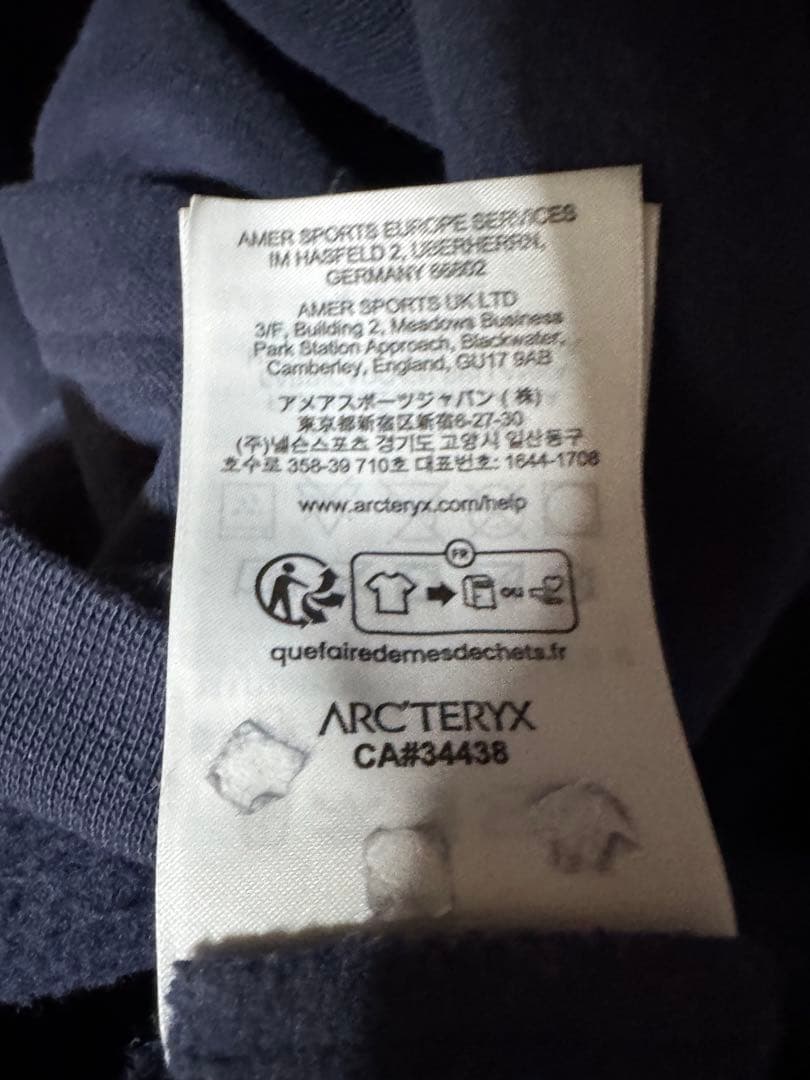 AMER SPORTS EUROPE SERVICES
IM HASFELD 2, UBERHERRN,
GERMANY 66802
AMER SPORTS UK LTD
3/F, Building 2, Meadows Business
Park Station Approach, Blackwater,
Camberley, England, GU17 9AB
アメアスポーツジャパン (株)
東京都新宿区新宿6-27-30
(주)넬슨스포츠 경기도 고양시 일산동구
호수로 358-39 710호 대표번호: 1644-1708
www.arcteryx.com/help
FR
OU
quefairedemesdechets.fr
ARC'TERYX
CA#34438